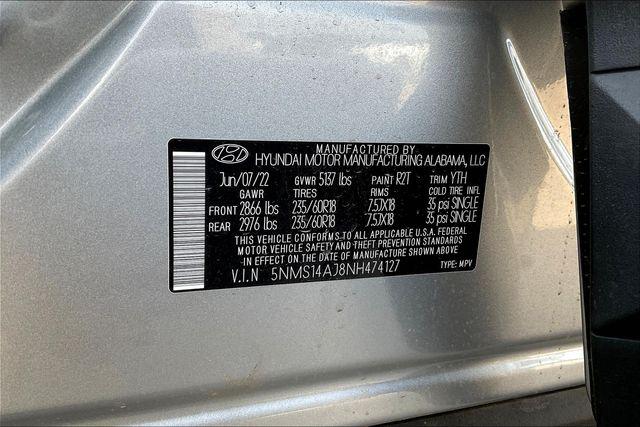 MANUFACTURED BY
HYUNDAI MOTOR MANUFACTURING ALABAMA, LLC
Jun/07/22 GVWR 5137 lbs PAINT R2T TRIM YTH
GAWR TIRES RIMS COLD TIRE INFL
FRONT 2866 lbs 235/60R18 7.5JX18 35 psi SINGLE
REAR 2976 lbs 235/60R18 7.5JX18 35 psi SINGLE
THIS VEHICLE CONFORMS TO ALL APPLICABLE U.S.A. FEDERAL
MOTOR VEHICLE SAFETY AND THEFT PREVENTION STANDARDS
IN EFFECT ON THE DATE OF MANUFACTURE SHOWN ABOVE
V.I.N 5NMS14AJ8NH474127 TYPE: MPV